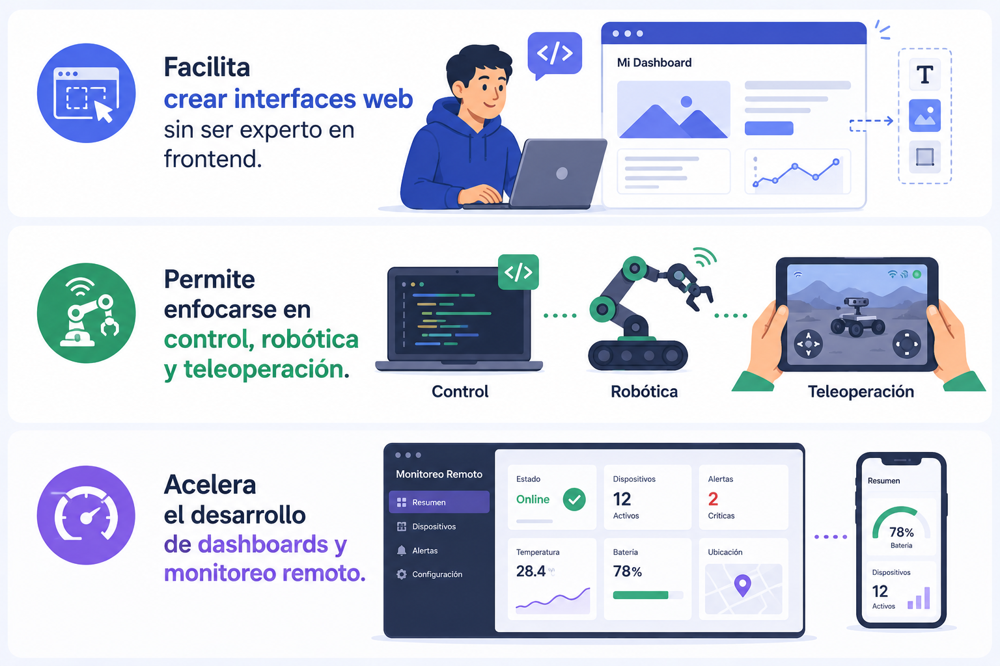 Facilita
crear interfaces web
sin ser experto en
frontend.
</>
Mi Dashboard
T
Permite
enfocarse en
control, robótica
y teleoperación.
</>
Control
Robótica
Teleoperación
Acelera
el desarrollo
de dashboards y
monitoreo remoto.
Monitoreo Remoto
Resumen
Dispositivos
Alertas
Configuración
Estado
Online
Dispositivos
12
Activos
Alertas
2
Criticas
Temperatura
28.4 °C
Batería
78%
Ubicación
Resumen
78%
Bateria
Dispositivos
12
Activos